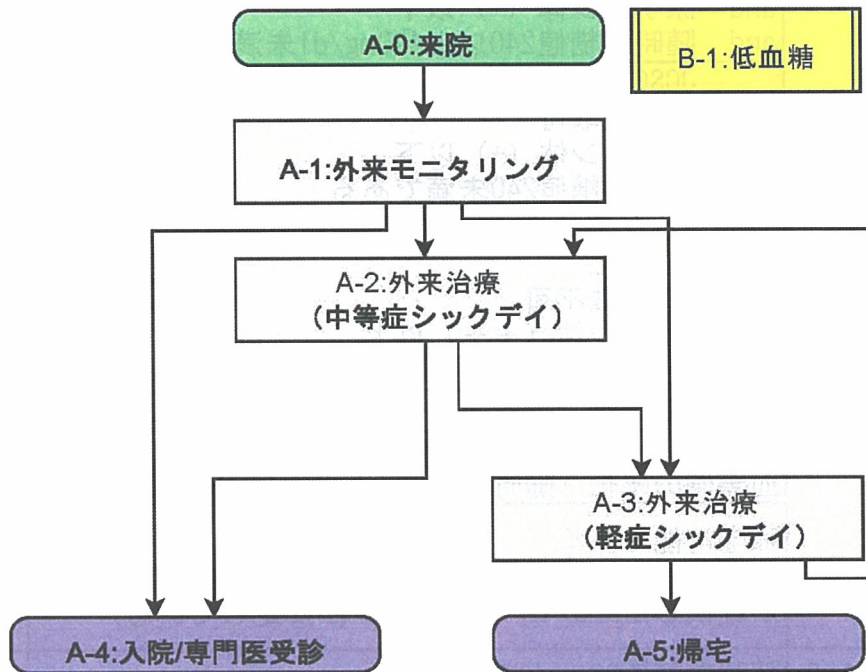 A-0:来院
B-1:低血糖
A-1:外来モニタリング
A-2:外来治療
（中等症シックデイ）
A-3:外来治療
（軽症シックデイ）
A-4:入院/専門医受診
A-5:帰宅